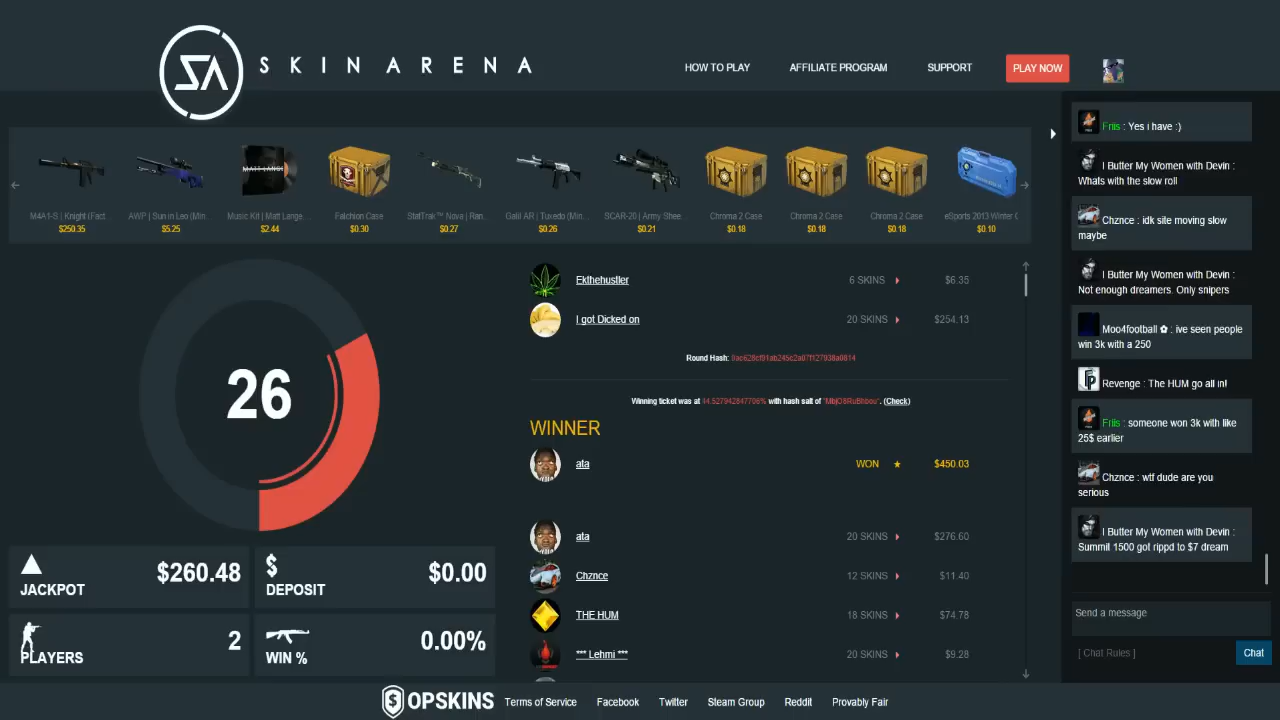 SA SKINARENA
HOW TO PLAY
AFFILIATE PROGRAM
SUPPORT
PLAY NOW
M4A1-S | Knight (Fact
$250.35
AWP | Sun in Leo (Min...
$5.25
MATT LANGE
Music Kit | Matt Lange...
$2.44
Falchion Case
$0.30
StatTrak™ Nova | Ran...
$0.27
Galil AR | Tuxedo (Min...
$0.26
SCAR-20 | Army Shee...
$0.21
Chroma 2 Case
$0.18
Chroma 2 Case
$0.18
Chroma 2 Case
$0.18
eSports 2013 Winter C
$0.10
26
JACKPOT
$260.48
DEPOSIT
$0.00
PLAYERS
2
WIN %
0.00%
Ekthehustler 6 SKINS $6.35
I got Dicked on 20 SKINS $254.13
Round Hash:
Winning ticket was at 44.527942847706% with hash salt of (Check)
WINNER
ata WON ★ $450.03
ata 20 SKINS $276.60
Chznce 12 SKINS $11.40
THE HUM 18 SKINS $74.78
*** Lehmi *** 20 SKINS $9.28
Friis : Yes i have :)
I Butter My Women with Devin :
Whats with the slow roll
Chznce : idk site moving slow
maybe
I Butter My Women with Devin :
Not enough dreamers. Only snipers
Moo4football ✿ : ive seen people
win 3k with a 250
Revenge : The HUM go all in!
Friis : someone won 3k with like
25$ earlier
Chznce : wtf dude are you
serious
I Butter My Women with Devin :
Summit 1500 got rippd to $7 dream
Send a message
[ Chat Rules ]
Chat
OPSKINS
Terms of Service
Facebook
Twitter
Steam Group
Reddit
Provably Fair